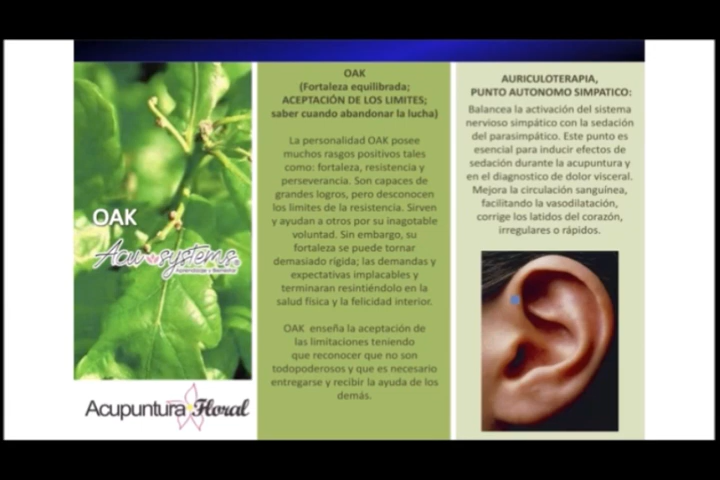 OAK
Acu systems
Aprendizaje y Bienestar
Acupuntura Floral
OAK
(Fortaleza equilibrada;
ACEPTACIÓN DE LOS LIMITES;
saber cuando abandonar la lucha)
La personalidad OAK posee
muchos rasgos positivos tales
como: fortaleza, resistencia y
perseverancia. Son capaces de
grandes logros, pero desconocen
los limites de la resistencia. Sirven
y ayudan a otros por su inagotable
voluntad. Sin embargo, su
fortaleza se puede tornar
demasiado rígida; las demandas y
expectativas implacables y
terminaran resintiéndolo en la
salud física y la felicidad interior.
OAK enseña la aceptación de
las limitaciones teniendo
que reconocer que no son
todopoderosos y que es necesario
entregarse y recibir la ayuda de los
demás.
AURICULOTERAPIA,
PUNTO AUTONOMO SIMPATICO:
Balancea la activación del sistema
nervioso simpático con la sedación
del parasimpático. Este punto es
esencial para inducir efectos de
sedación durante la acupuntura y
en el diagnostico de dolor visceral.
Mejora la circulación sanguínea,
facilitando la vasodilatación,
corrige los latidos del corazón,
irregulares o rápidos.